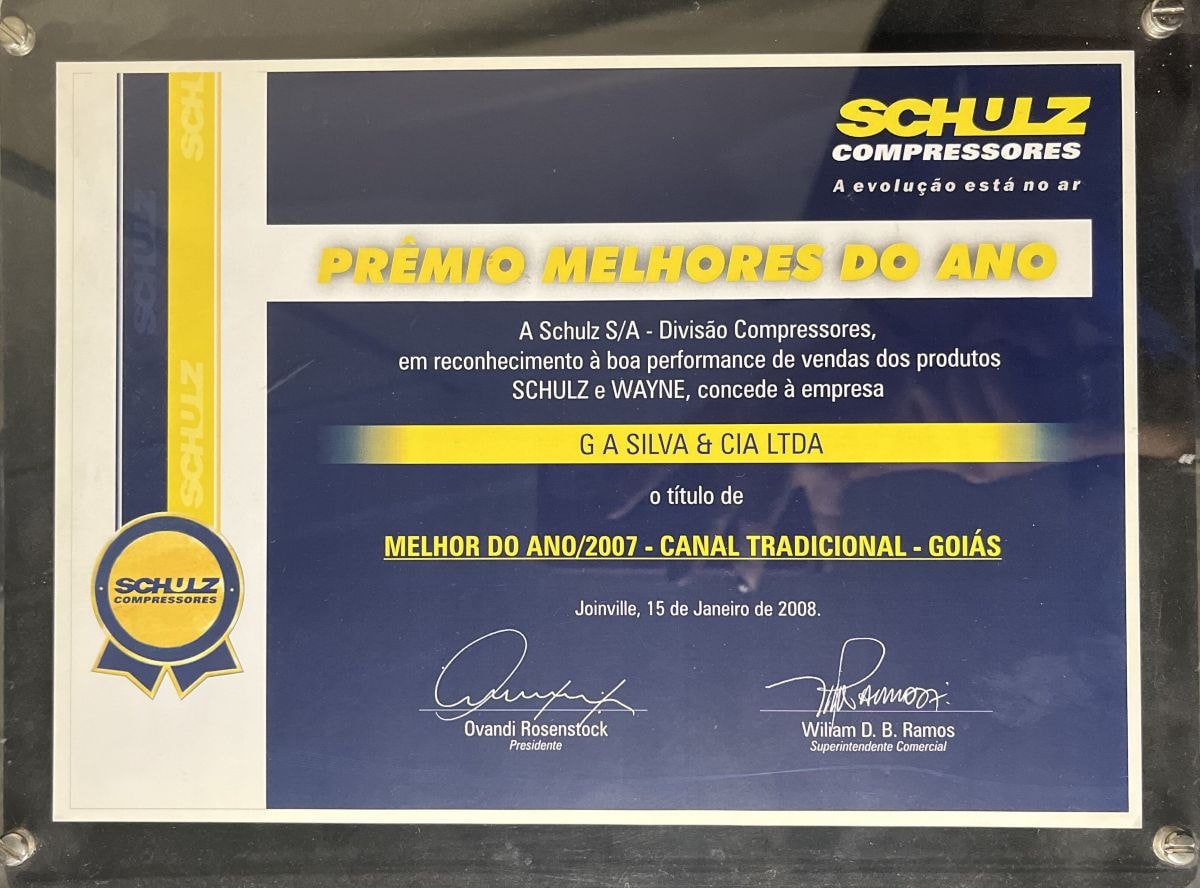 SCHULZ
COMPRESSORES
A evolução está no ar
PRÊMIO MELHORES DO ANO
A Schulz S/A - Divisão Compressores,
em reconhecimento à boa performance de vendas dos produtos
SCHULZ e WAYNE, concede à empresa
G A SILVA & CIA LTDA
o título de
MELHOR DO ANO/2007 - CANAL TRADICIONAL - GOIÁS
Joinville, 15 de Janeiro de 2008.
Ovandi Rosenstock
Presidente
Wiliam D. B. Ramos
Superintendente Comercial
SCH
SCHULZ
SCHULZ
SCHULZ
COMPRESSORES